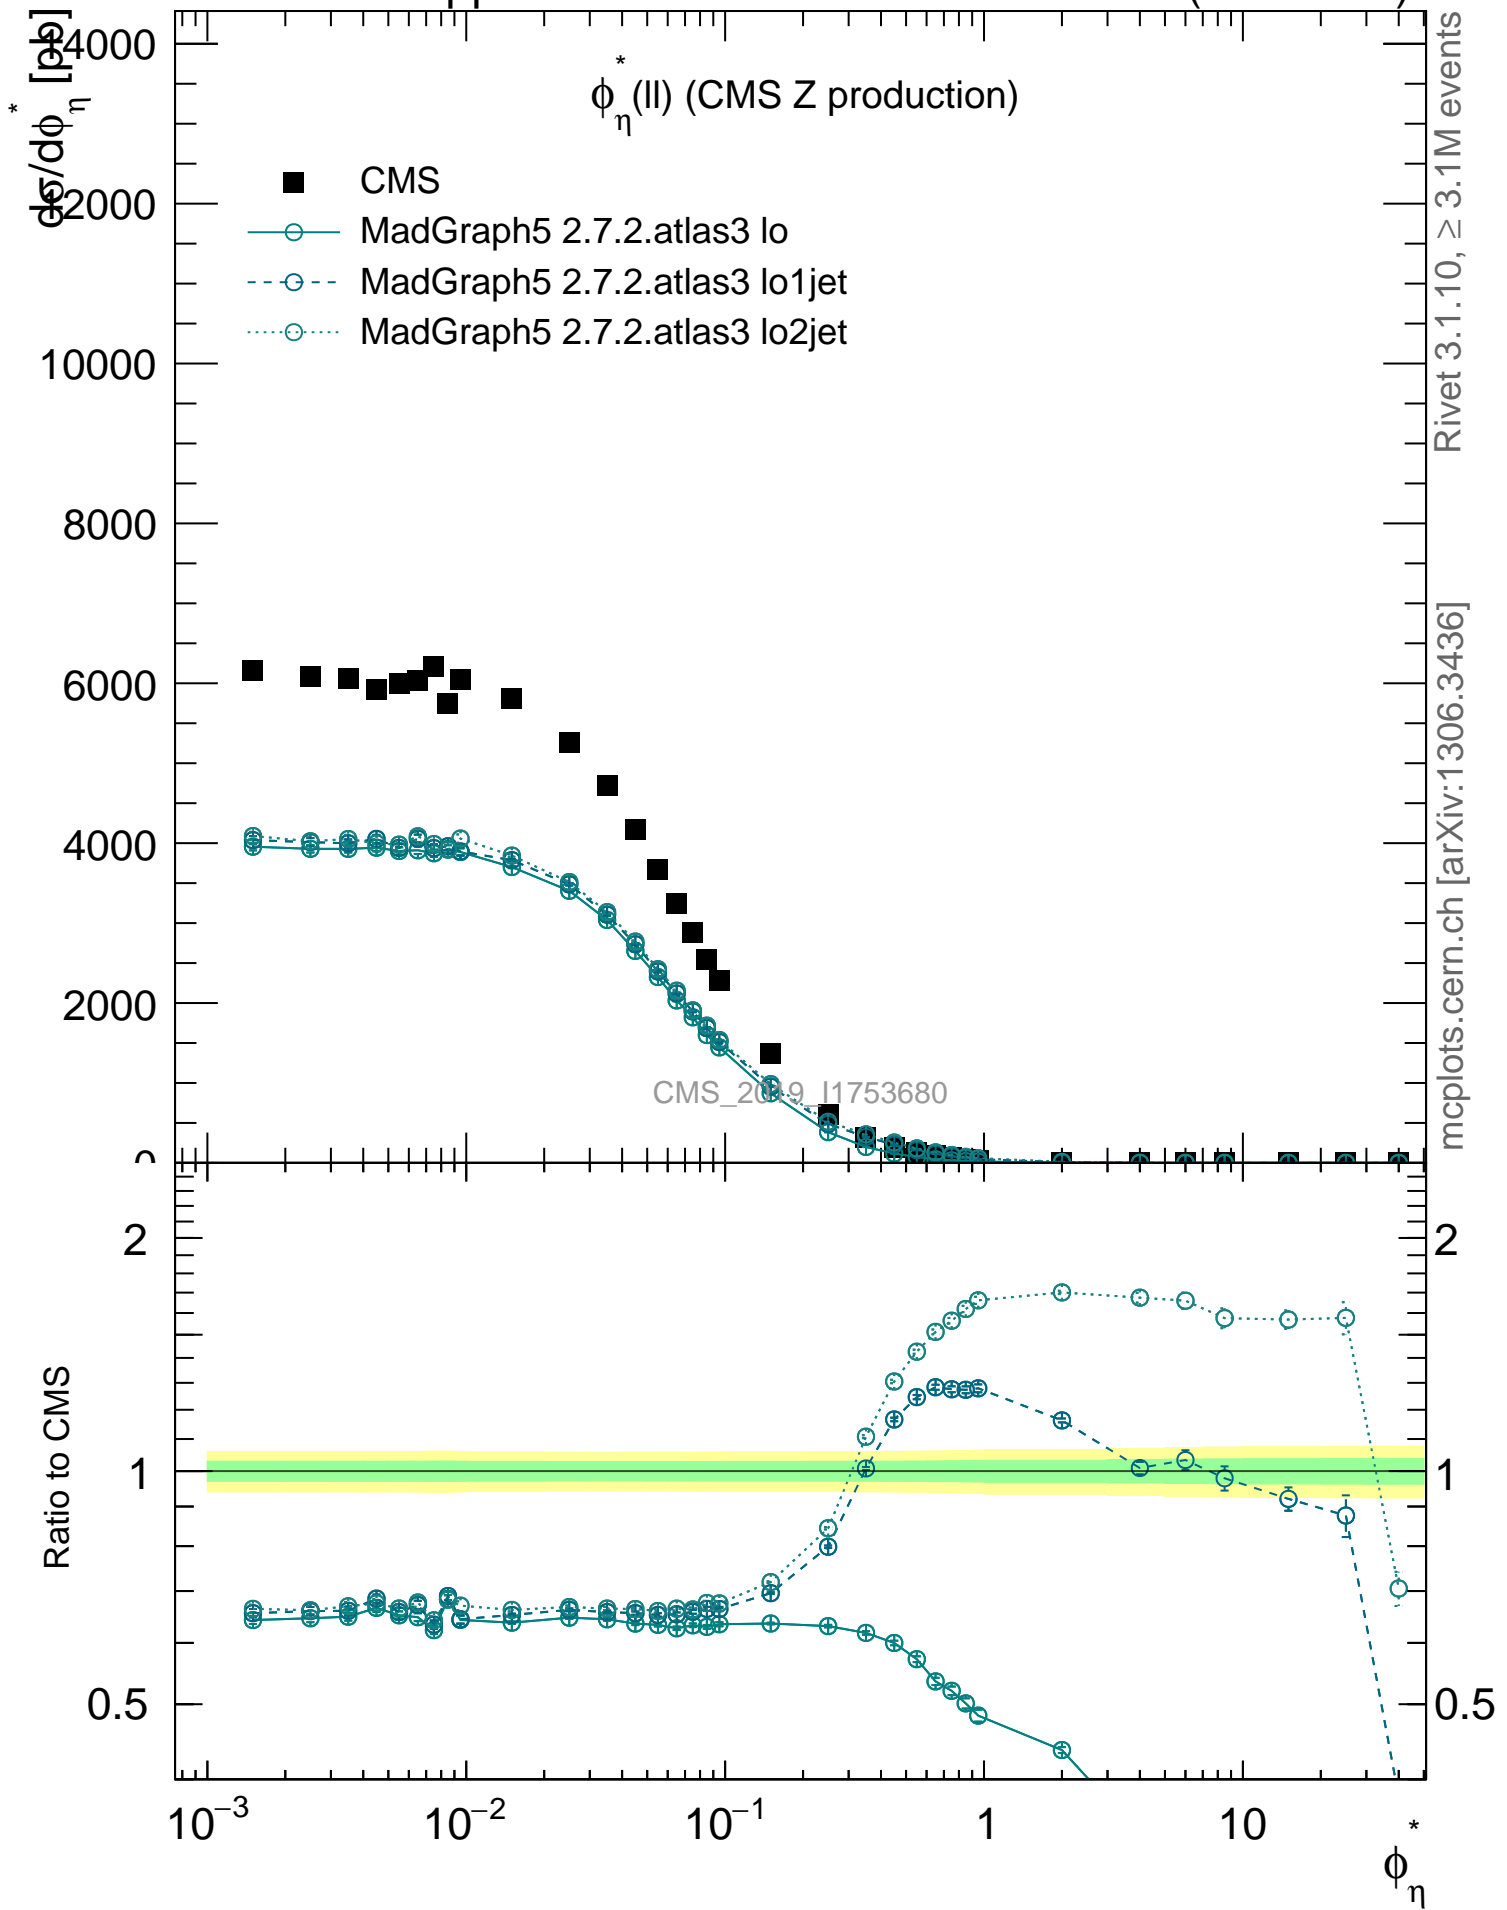 pp
14000
dσ/dφ*η [pb]
φ*η(ll) (CMS Z production)
CMS
MadGraph5 2.7.2.atlas3 lo
MadGraph5 2.7.2.atlas3 lo1jet
MadGraph5 2.7.2.atlas3 lo2jet
12000
10000
8000
6000
4000
2000
0
CMS_2019_I1753680
Rivet 3.1.10, ≥ 3.1M events
mcplots.cern.ch [arXiv:1306.3436]
Ratio to CMS
2
1
0.5
2
1
0.5
10−3
10−2
10−1
1
10
φ*η